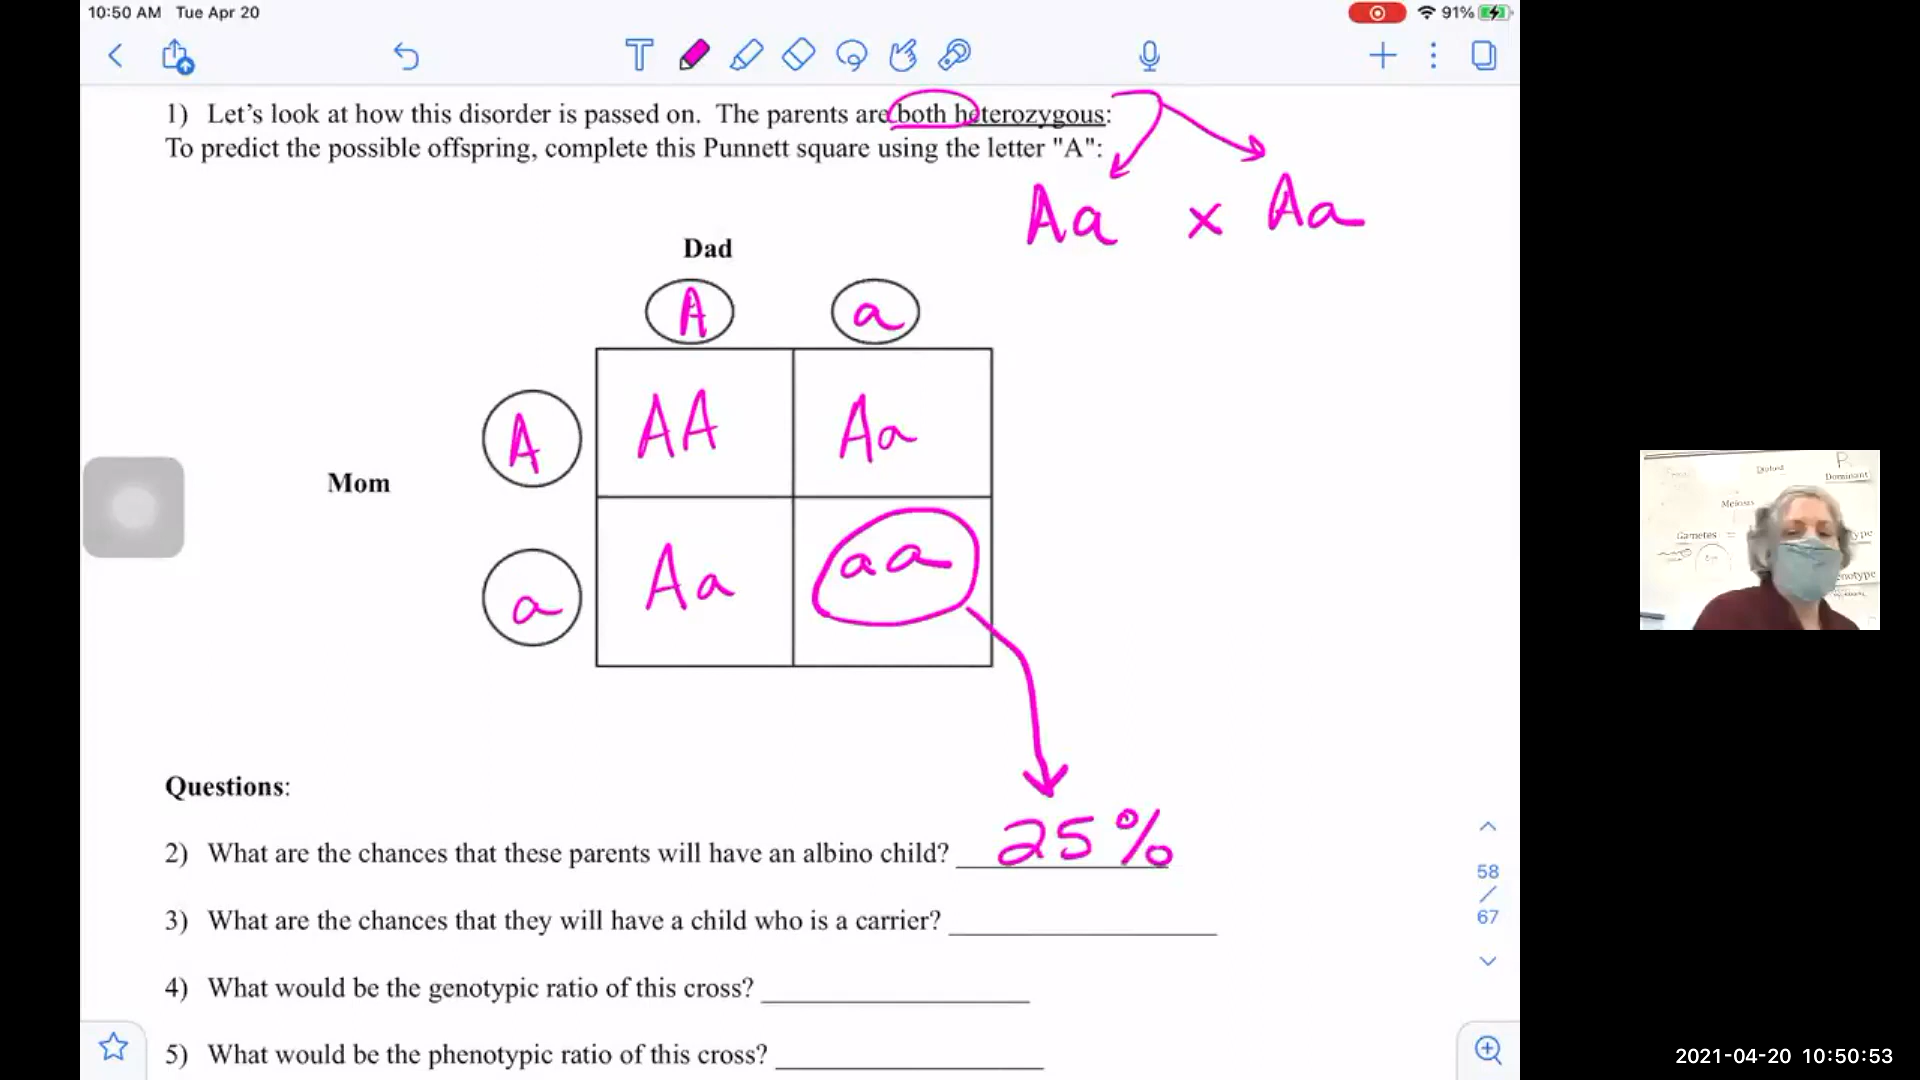 10:50 AM Tue Apr 20
91%
1) Let's look at how this disorder is passed on. The parents are both heterozygous:
To predict the possible offspring, complete this Punnett square using the letter "A":
Aa x Aa
Dad
A a
A AA Aa
Mom
a Aa aa
Questions:
2) What are the chances that these parents will have an albino child? 25%
3) What are the chances that they will have a child who is a carrier?
4) What would be the genotypic ratio of this cross?
5) What would be the phenotypic ratio of this cross?
58
/
67
Diploid
Dominant
Meiosis
Gametes =
2021-04-20 10:50:53